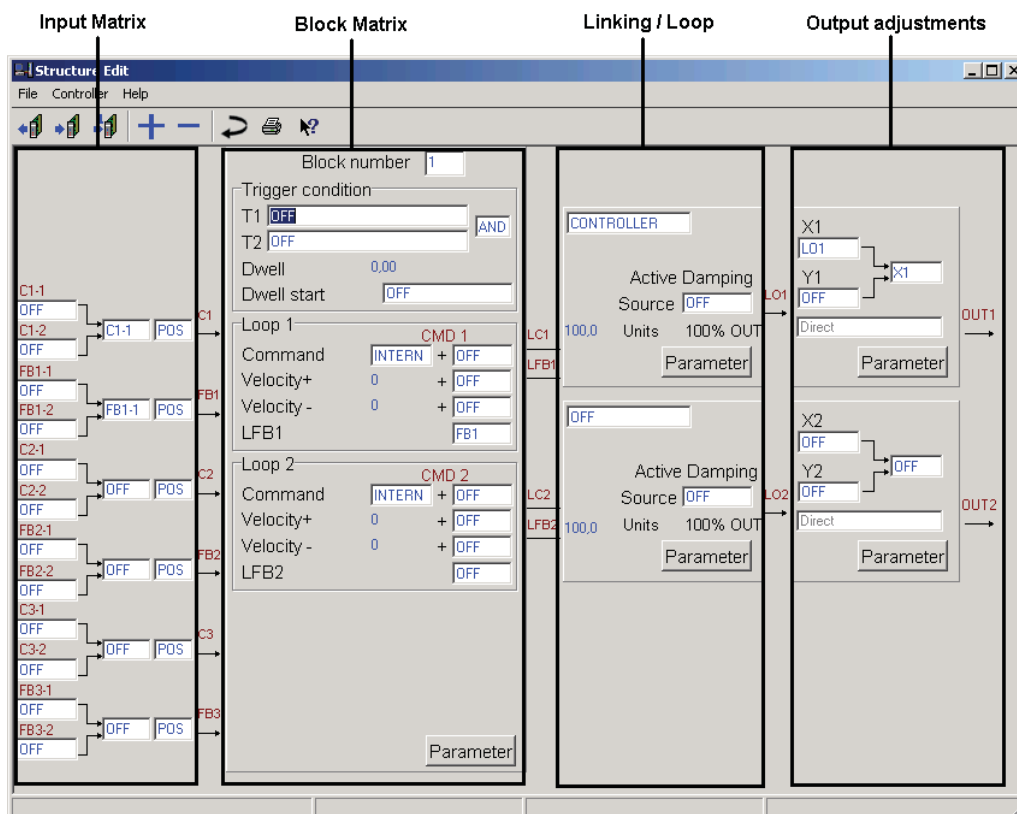 Input Matrix
Block Matrix
Linking / Loop
Output adjustments
Structure Edit
File Controller Help
C1-1
OFF
C1-2
OFF
C1-1 POS
C1
FB1-1
OFF
FB1-2
OFF
FB1-1 POS
FB1
C2-1
OFF
C2-2
OFF
OFF POS
C2
FB2-1
OFF
FB2-2
OFF
OFF POS
FB2
C3-1
OFF
C3-2
OFF
OFF POS
C3
FB3-1
OFF
FB3-2
OFF
OFF POS
FB3
Block number 1
Trigger condition
T1 OFF
T2 OFF
AND
Dwell 0,00
Dwell start OFF
Loop 1
CMD 1
Command INTERN + OFF
Velocity+ 0 + OFF
Velocity - 0 + OFF
LFB1 FB1
Loop 2
CMD 2
Command INTERN + OFF
Velocity+ 0 + OFF
Velocity - 0 + OFF
LFB2 OFF
Parameter
LC1
LFB1
LC2
LFB2
CONTROLLER
Active Damping
Source OFF
100,0 Units 100% OUT
Parameter
OFF
Active Damping
Source OFF
100,0 Units 100% OUT
Parameter
LO1
LO2
X1
LO1
Y1
OFF
X1
Direct
Parameter
OUT1
X2
OFF
Y2
OFF
OFF
Direct
Parameter
OUT2